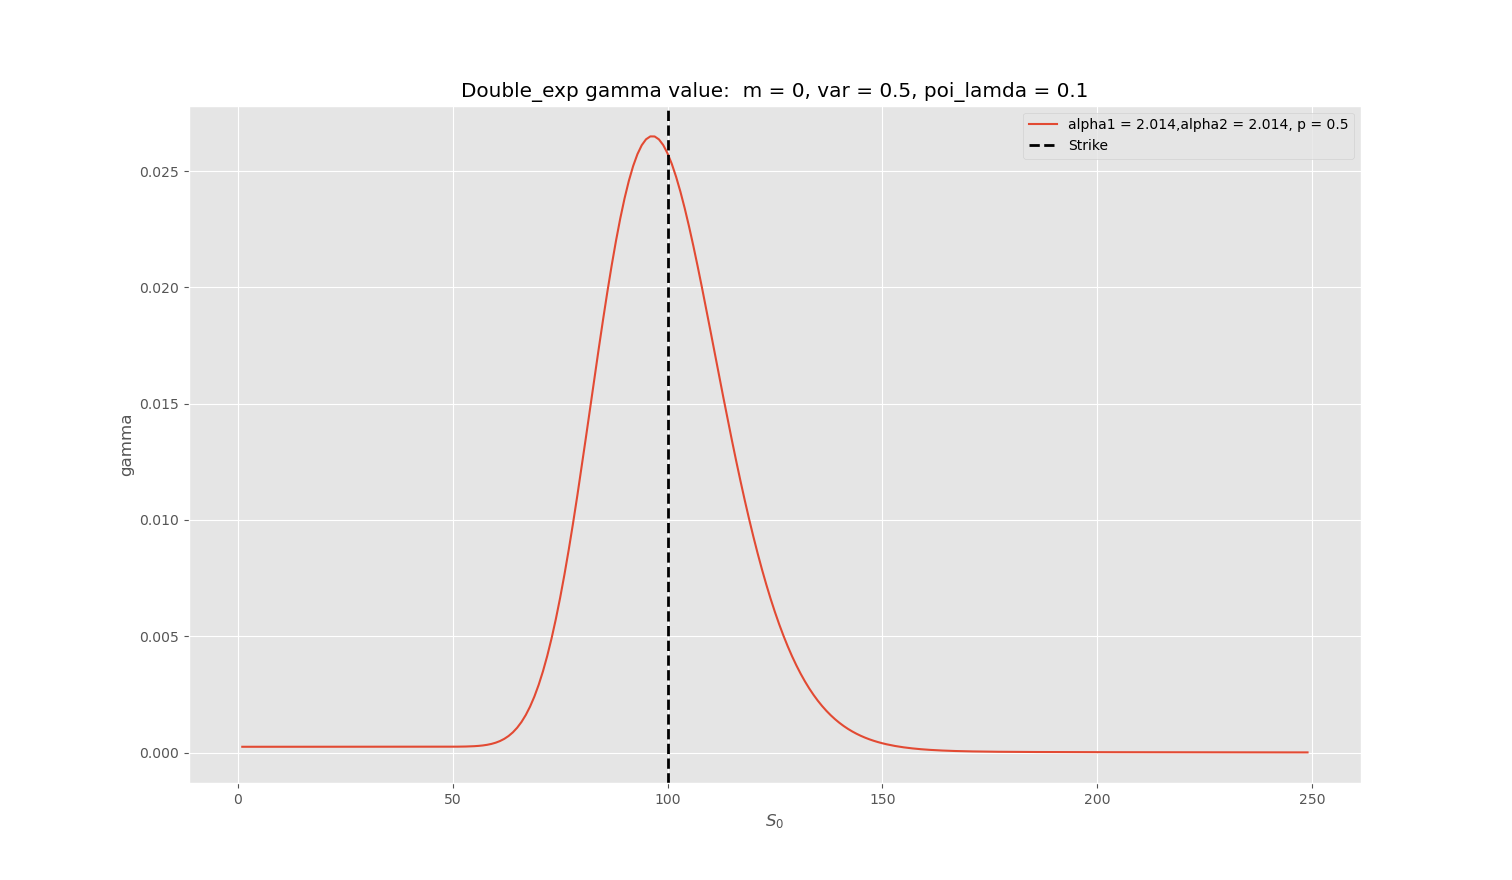 Double_exp gamma value:  m = 0, var = 0.5, poi_lamda = 0.1
alpha1 = 2.014,alpha2 = 2.014, p = 0.5
Strike
0.025
0.020
0.015
0.010
0.005
0.000
gamma
0 50 100 150 200 250
S0